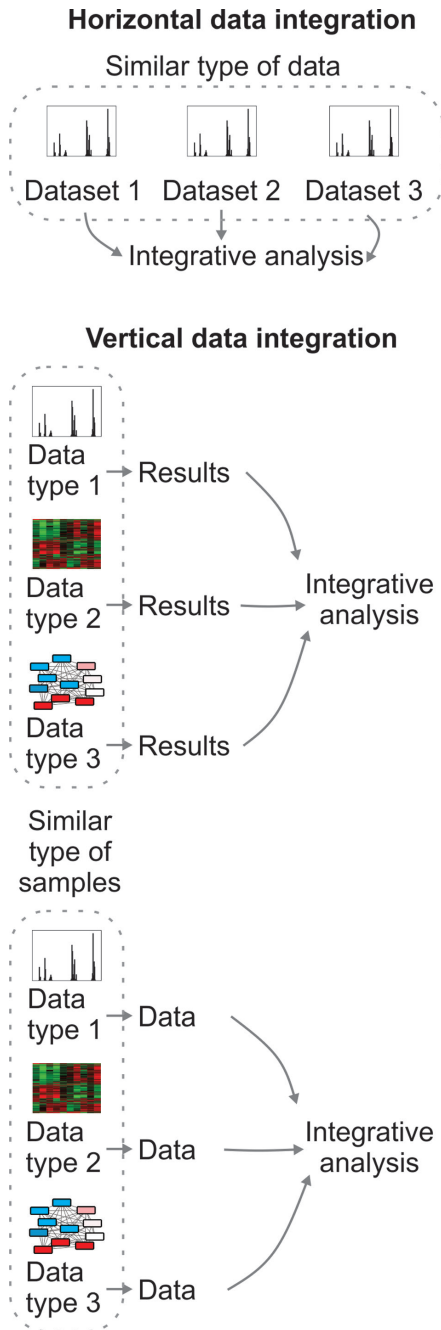 Horizontal data integration
Similar type of data
Dataset 1 Dataset 2 Dataset 3
Integrative analysis
Vertical data integration
Data
type 1
Results
Data
type 2
Results
Integrative
analysis
Data
type 3
Results
Similar
type of
samples
Data
type 1
Data
Data
type 2
Data
Integrative
analysis
Data
type 3
Data